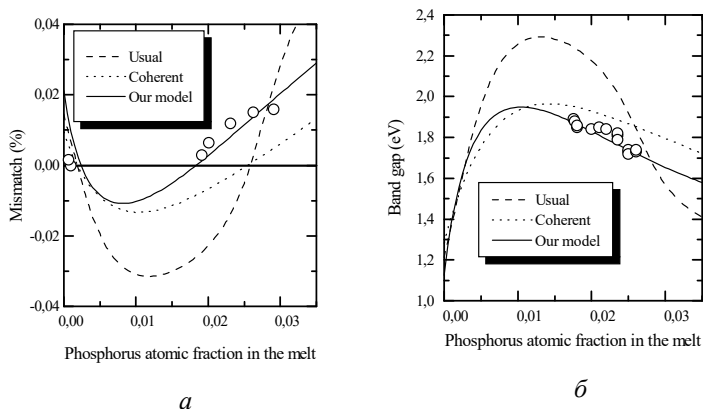 0,04
0,02
0,00
-0,02
-0,04
Mismatch (%)
Usual
Coherent
Our model
0,00 0,01 0,02 0,03
Phosphorus atomic fraction in the melt
а
2,4
2,2
2,0
1,8
1,6
1,4
1,2
1,0
Band gap (eV)
Usual
Coherent
Our model
0,00 0,01 0,02 0,03
Phosphorus atomic fraction in the melt
б